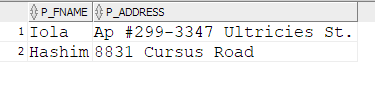 P_FNAME P_ADDRESS
1 Iola Ap #299-3347 Ultricies St.
2 Hashim 8831 Cursus Road